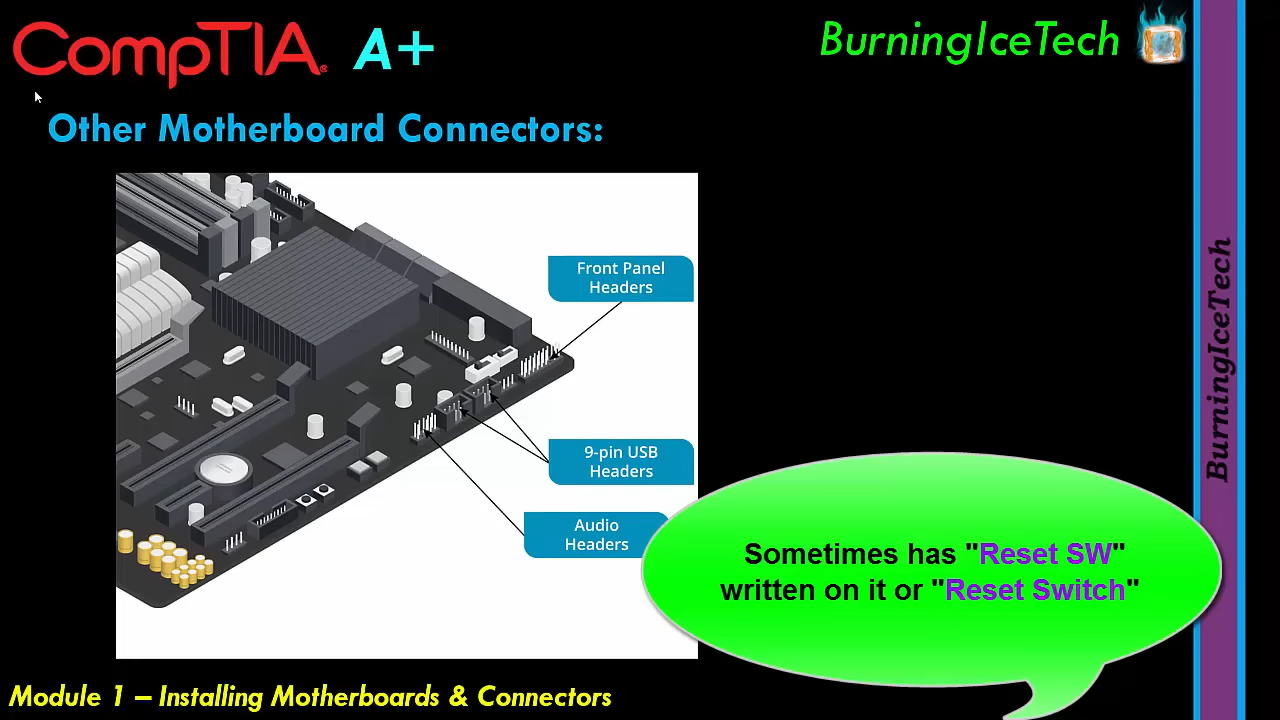 CompTIA® A+
BurningIceTech
Other Motherboard Connectors:
Front Panel
Headers
9-pin USB
Headers
Audio
Headers
Sometimes has "Reset SW"
written on it or "Reset Switch"
BurningIceTech
Module 1 – Installing Motherboards & Connectors